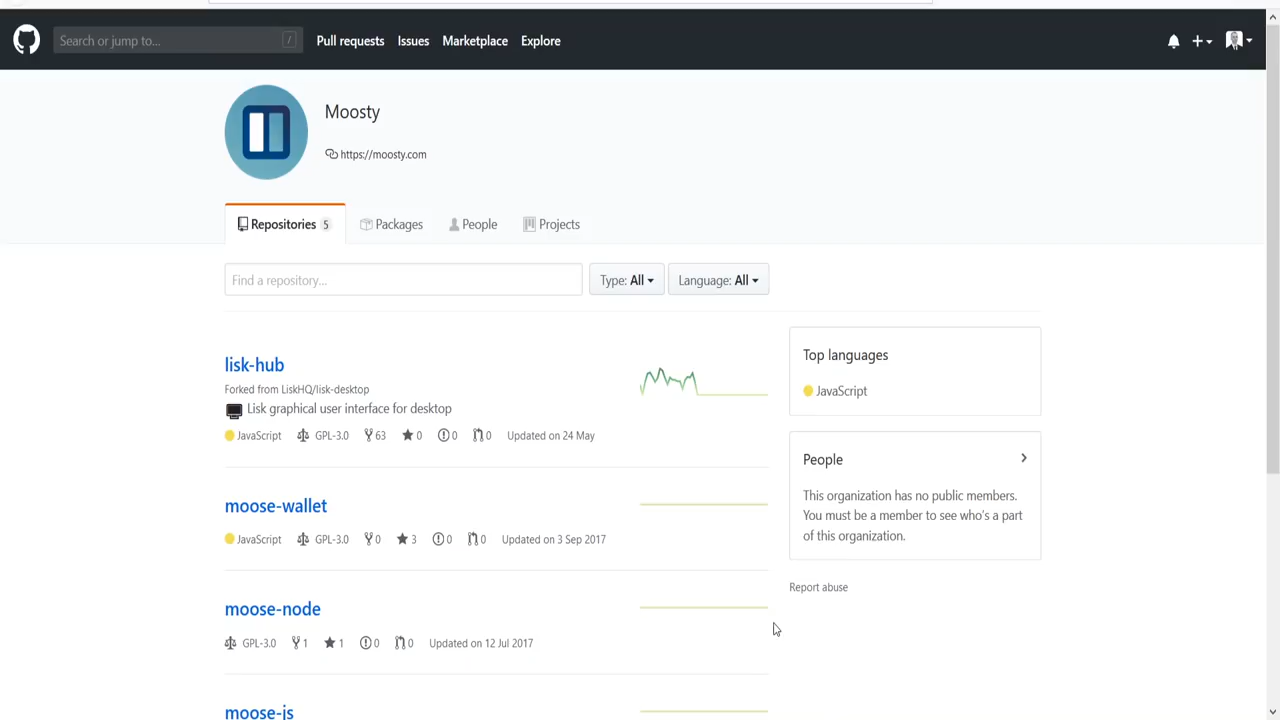 Search or jump to... /
Pull requests Issues Marketplace Explore
Moosty
https://moosty.com
Repositories 5 Packages People Projects
Find a repository... Type: All Language: All
lisk-hub
Forked from LiskHQ/lisk-desktop
Lisk graphical user interface for desktop
JavaScript GPL-3.0 63 0 0 0 Updated on 24 May
Top languages
JavaScript
People
This organization has no public members.
You must be a member to see who's a part
of this organization.
Report abuse
moose-wallet
JavaScript GPL-3.0 0 3 0 0 Updated on 3 Sep 2017
moose-node
GPL-3.0 1 1 0 0 Updated on 12 Jul 2017
moose-js